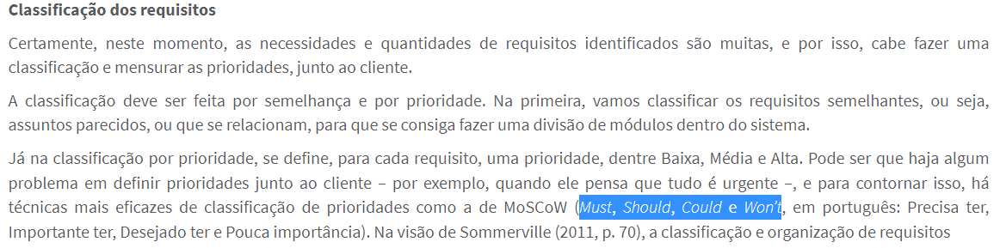 Classificação dos requisitos
Certamente, neste momento, as necessidades e quantidades de requisitos identificados são muitas, e por isso, cabe fazer uma
classificação e mensurar as prioridades, junto ao cliente.
A classificação deve ser feita por semelhança e por prioridade. Na primeira, vamos classificar os requisitos semelhantes, ou seja,
assuntos parecidos, ou que se relacionam, para que se consiga fazer uma divisão de módulos dentro do sistema.
Já na classificação por prioridade, se define, para cada requisito, uma prioridade, dentre Baixa, Média e Alta. Pode ser que haja algum
problema em definir prioridades junto ao cliente – por exemplo, quando ele pensa que tudo é urgente –, e para contornar isso, há
técnicas mais eficazes de classificação de prioridades como a de MoSCoW (Must, Should, Could e Won’t, em português: Precisa ter,
Importante ter, Desejado ter e Pouca importância). Na visão de Sommerville (2011, p. 70), a classificação e organização de requisitos